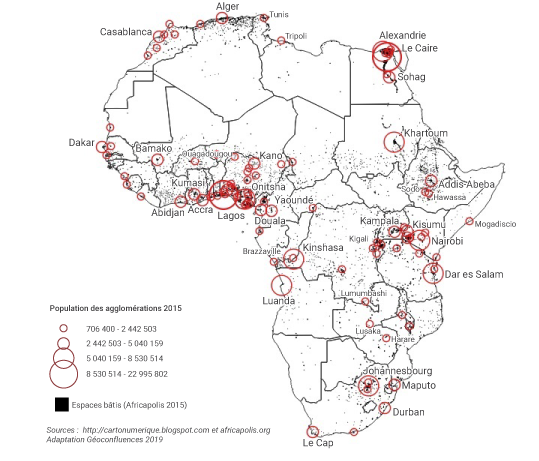 Alger
Tunis
Casablanca
Tripoli
Alexandrie
Le Caire
Sohag
Khartoum
Dakar
Bamako
Ouagadougou
Kano
Kumasi
Onitsha
Addis-Abeba
Sodo
Hawassa
Abidjan
Accra
Lagos
Yaoundé
Douala
Kampala
Kisumu
Mogadiscio
Brazzaville
Kinshasa
Kigali
Nairobi
Dar es Salam
Luanda
Lumumbashi
Lusaka
Harare
Johannesbourg
Maputo
Durban
Le Cap
Population des agglomérations 2015
706 400 - 2 442 503
2 442 503 - 5 040 159
5 040 159 - 8 530 514
8 530 514 - 22 995 802
Espaces bâtis (Africapolis 2015)
Sources : http://cartonumerique.blogspot.com et africapolis.org
Adaptation Géoconfluences 2019